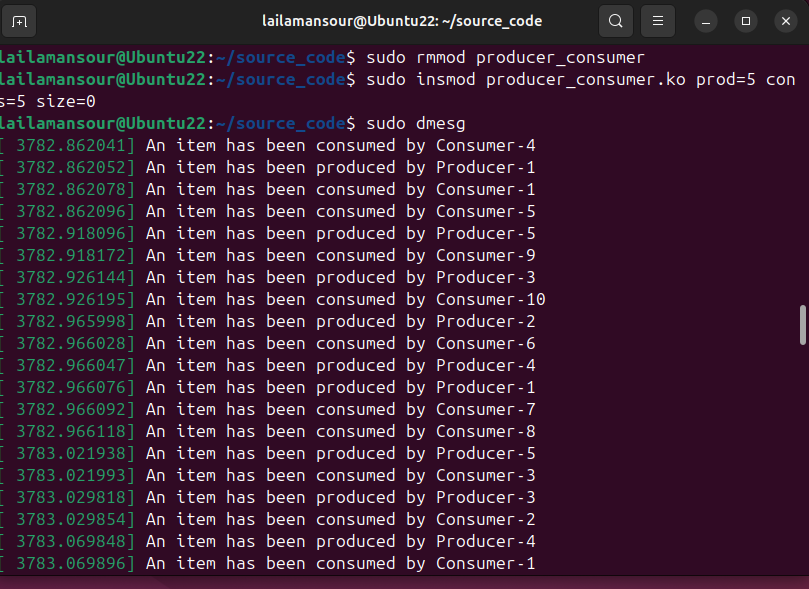 lailamansour@Ubuntu22: ~/source_code
lailamansour@Ubuntu22:~/source_code$ sudo rmmod producer_consumer
lailamansour@Ubuntu22:~/source_code$ sudo insmod producer_consumer.ko prod=5 con
s=5 size=0
lailamansour@Ubuntu22:~/source_code$ sudo dmesg
[ 3782.862041] An item has been consumed by Consumer-4
[ 3782.862052] An item has been produced by Producer-1
[ 3782.862078] An item has been consumed by Consumer-1
[ 3782.862096] An item has been consumed by Consumer-5
[ 3782.918096] An item has been produced by Producer-5
[ 3782.918172] An item has been consumed by Consumer-9
[ 3782.926144] An item has been produced by Producer-3
[ 3782.926195] An item has been consumed by Consumer-10
[ 3782.965998] An item has been produced by Producer-2
[ 3782.966028] An item has been consumed by Consumer-6
[ 3782.966047] An item has been produced by Producer-4
[ 3782.966076] An item has been produced by Producer-1
[ 3782.966092] An item has been consumed by Consumer-7
[ 3782.966118] An item has been consumed by Consumer-8
[ 3783.021938] An item has been produced by Producer-5
[ 3783.021993] An item has been consumed by Consumer-3
[ 3783.029818] An item has been produced by Producer-3
[ 3783.029854] An item has been consumed by Consumer-2
[ 3783.069848] An item has been produced by Producer-4
[ 3783.069896] An item has been consumed by Consumer-1